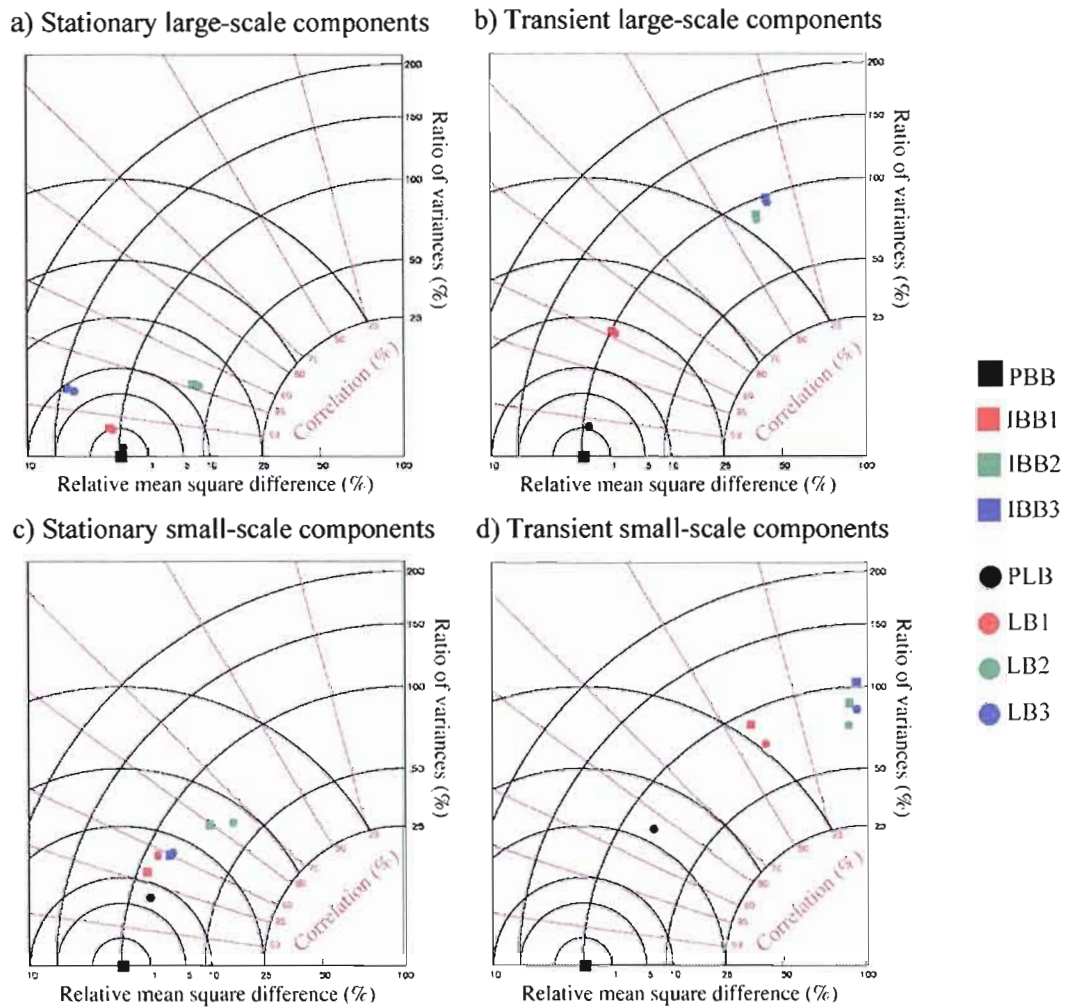 a) Stationary large-scale components
b) Transient large-scale components
200
150
100
50
25
Ratio of variances (%)
Correlation (%)
10 1 5 10 25 50 100
Relative mean square difference (%)
200
150
100
50
25
Ratio of variances (%)
Correlation (%)
10 1 5 10 25 50 100
Relative mean square difference (%)
c) Stationary small-scale components
d) Transient small-scale components
200
150
100
50
25
Ratio of variances (%)
Correlation (%)
10 1 5 10 25 50 100
Relative mean square difference (%)
200
150
100
50
25
Ratio of variances (%)
Correlation (%)
10 1 5 10 25 50 100
Relative mean square difference (%)
PBB
IBB1
IBB2
IBB3
PLB
LB1
LB2
LB3